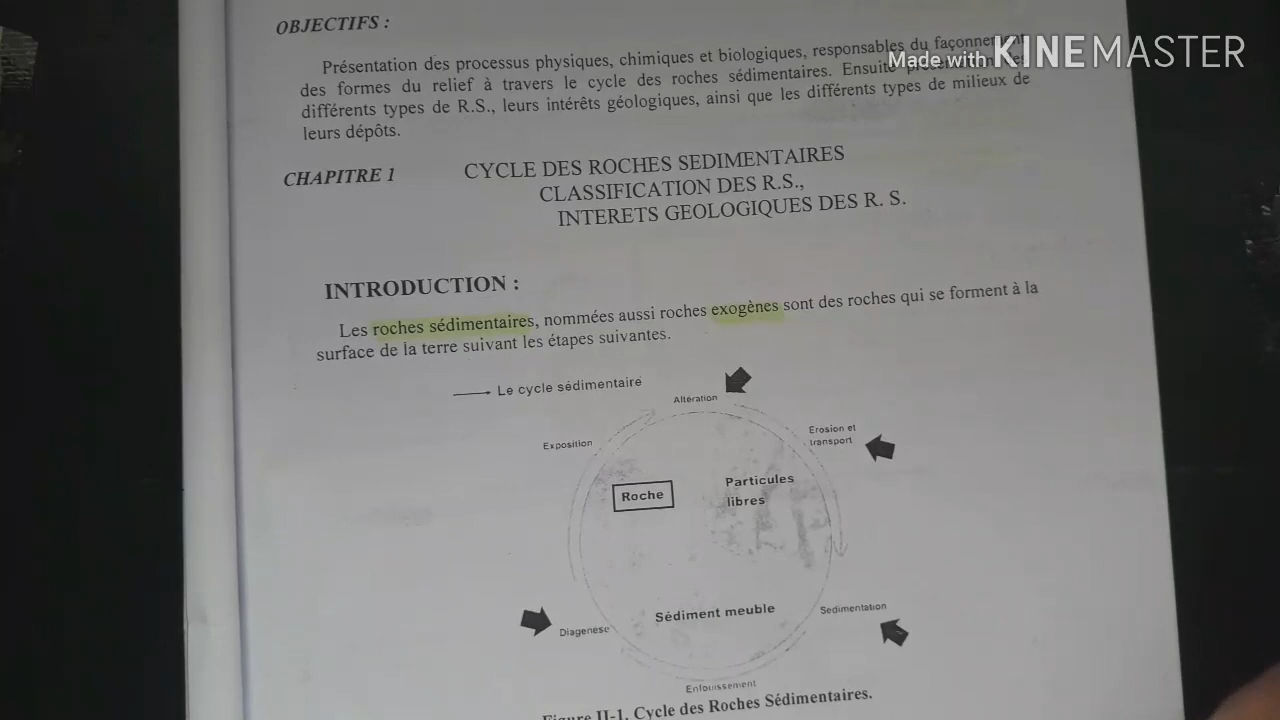 OBJECTIFS :
Présentation des processus physiques, chimiques et biologiques, responsables du façonnement
Made with KINEMASTER
des formes du relief à travers le cycle des roches sédimentaires. Ensuite
différents types de R.S., leurs intérêts géologiques, ainsi que les différents types de milieux de
leurs dépôts.
CHAPITRE 1
CYCLE DES ROCHES SEDIMENTAIRES
CLASSIFICATION DES R.S.,
INTERETS GEOLOGIQUES DES R. S.
INTRODUCTION :
Les roches sédimentaires, nommées aussi roches exogènes sont des roches qui se forment à la
surface de la terre suivant les étapes suivantes.
Le cycle sédimentaire
Altération
Exposition
Erosion et
transport
Roche
Particules
libres
Sédiment meuble
Sedimentation
Diagenese
Enfouissement
Figure II-1. Cycle des Roches Sédimentaires.